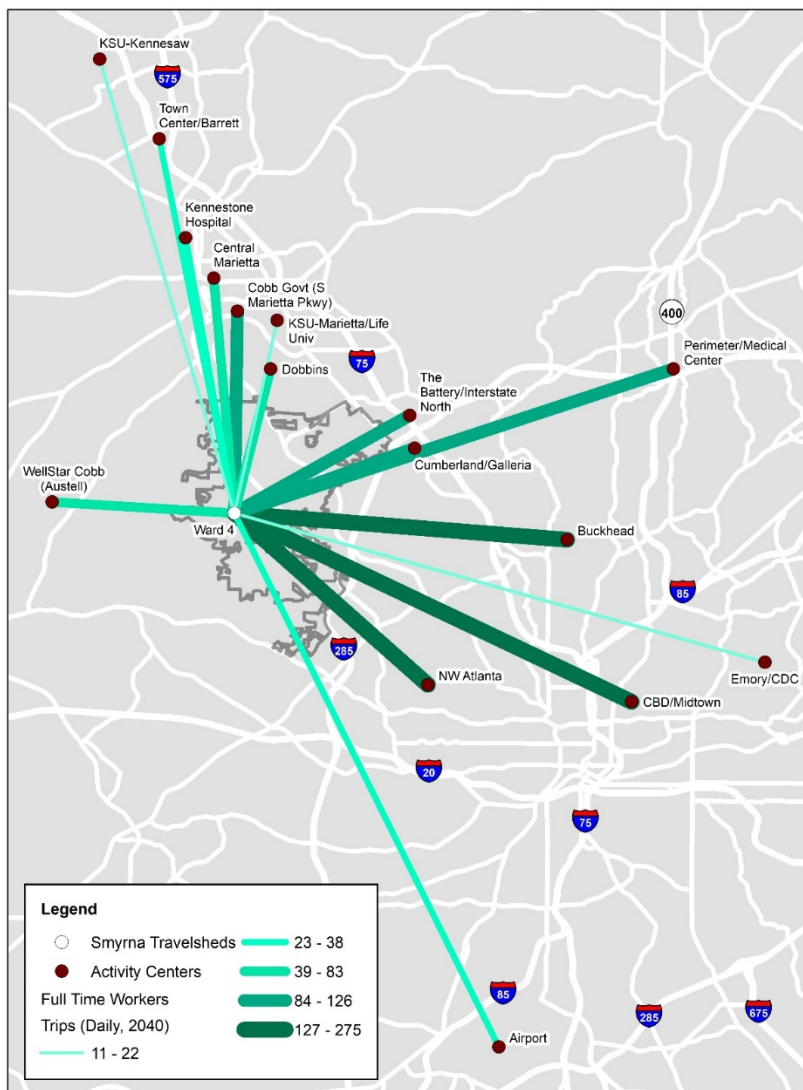 KSU-Kennesaw
575
Town
Center/Barrett
Kennestone
Hospital
Central
Marietta
Cobb Govt (S
Marietta Pkwy)
KSU-Marietta/Life
Univ
400
75
Perimeter/Medical
Center
Dobbins
The
Battery/Interstate
North
Cumberland/Galleria
WellStar Cobb
(Austell)
Ward 4
Buckhead
85
285
Emory/CDC
NW Atlanta
CBD/Midtown
20
75
Legend
Smyrna Travelsheds
Activity Centers
Full Time Workers
Trips (Daily, 2040)
11 - 22
23 - 38
39 - 83
84 - 126
127 - 275
85
285
675
Airport